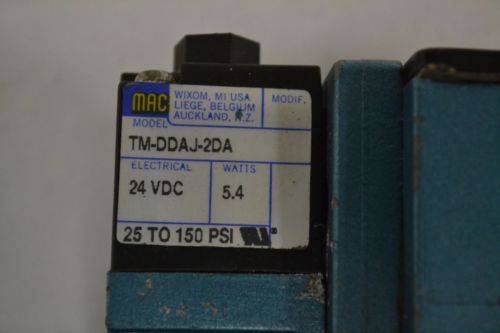 MAC
WIXOM, MI USA
LIEGE, BELGIUM
AUCKLAND, N.Z.
MODIF.
MODEL
TM-DDAJ-2DA
ELECTRICAL
WATTS
24 VDC
5.4
25 TO 150 PSI